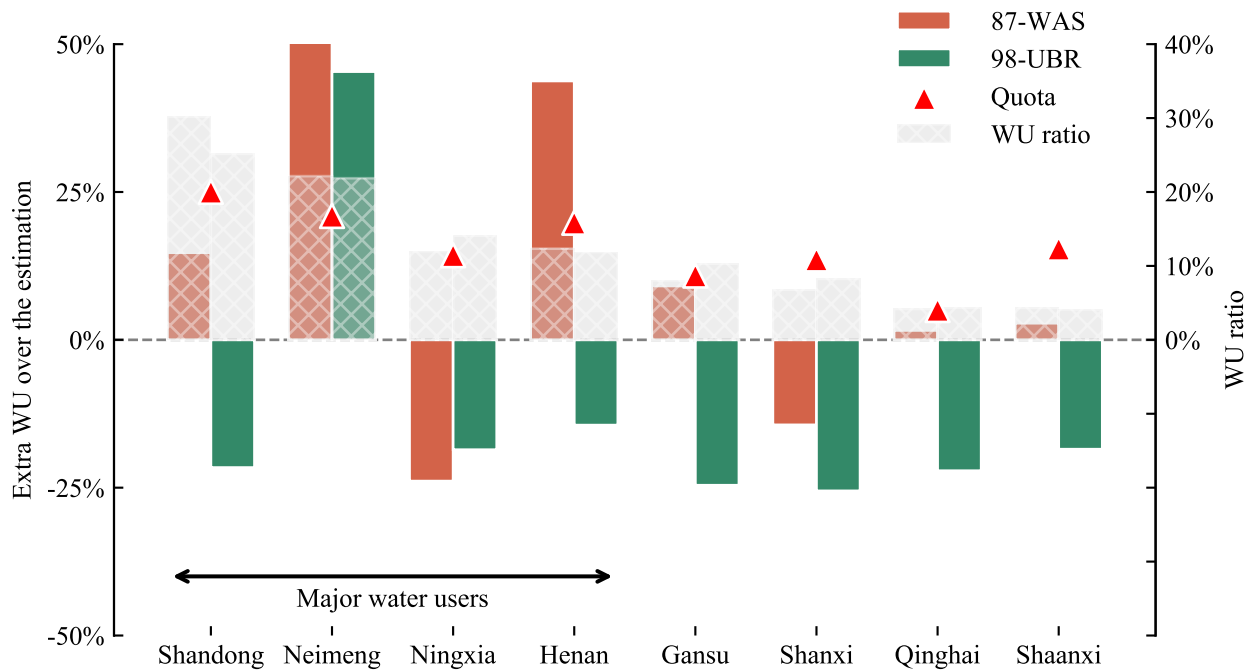 87-WAS
98-UBR
Quota
WU ratio
50%
25%
0%
-25%
-50%
Extra WU over the estimation
40%
30%
20%
10%
0%
WU ratio
Major water users
Shandong Neimeng Ningxia Henan Gansu Shanxi Qinghai Shaanxi